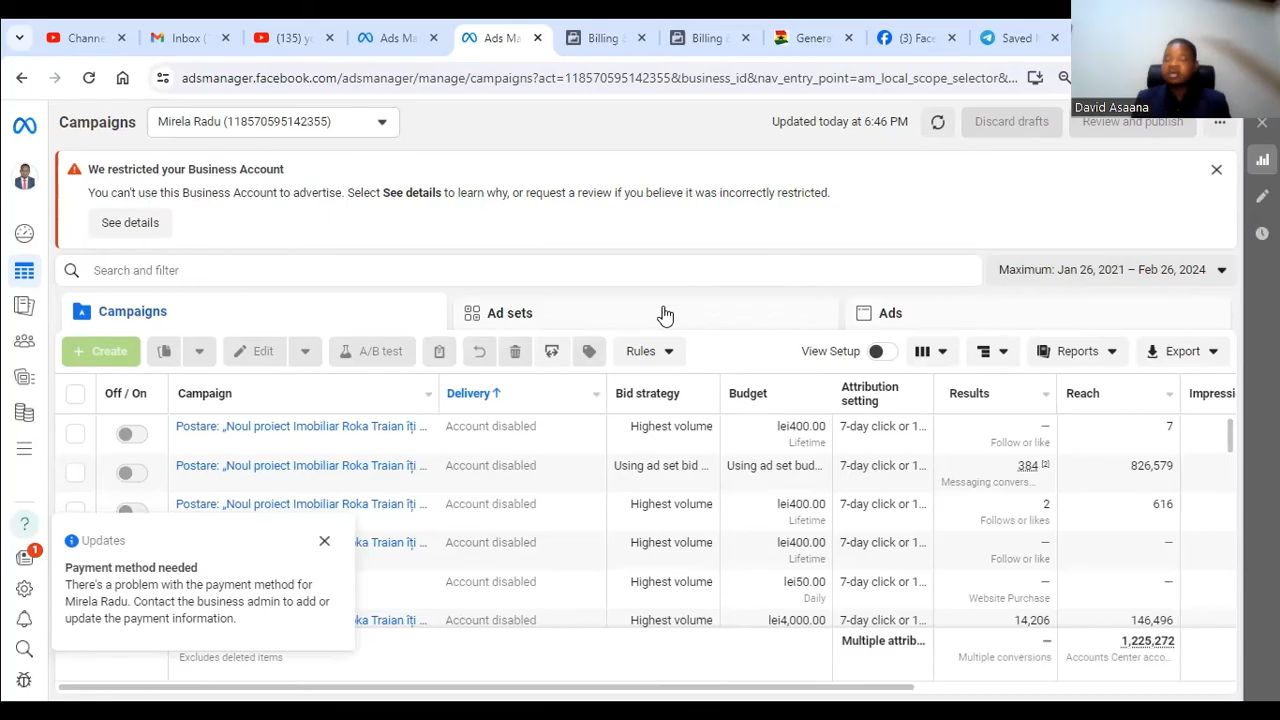 Channe
Inbox (
(135) y
Ads Ma
Ads Ma
Billing &
Billing &
Genera
(3) Fac
Saved
David Asaana
adsmanager.facebook.com/adsmanager/manage/campaigns?act=118570595142355&business_id&nav_entry_point=am_local_scope_selector&...
Campaigns
Mirela Radu (118570595142355)
Updated today at 6:46 PM
Discard drafts
Review and publish
We restricted your Business Account
You can't use this Business Account to advertise. Select See details to learn why, or request a review if you believe it was incorrectly restricted.
See details
Search and filter
Maximum: Jan 26, 2021 – Feb 26, 2024
Campaigns
Ad sets
Ads
+ Create
Edit
A/B test
Rules
View Setup
Reports
Export
Off / On
Campaign
Delivery ↑
Bid strategy
Budget
Attribution
setting
Results
Reach
Impressi
Postare: „Noul proiect Imobiliar Roka Traian îți ...
Account disabled
Highest volume
lei400.00
Lifetime
7-day click or 1...
—
Follow or like
7
Postare: „Noul proiect Imobiliar Roka Traian îți ...
Account disabled
Using ad set bid ...
Using ad set bud...
7-day click or 1...
384 [2]
Messaging convers...
826,579
Postare: „Noul proiect Imobiliar Roka Traian îți ...
Account disabled
Highest volume
lei400.00
Lifetime
7-day click or 1...
2
Follows or likes
616
ka Traian îți ...
Account disabled
Highest volume
lei400.00
Lifetime
7-day click or 1...
—
Follow or like
—
Account disabled
Highest volume
lei50.00
Daily
7-day click or 1...
—
Website Purchase
—
ka Traian îți ...
Account disabled
Highest volume
lei4,000.00
7-day click or 1...
14,206
146,496
Multiple attrib...
—
Multiple conversions
1,225,272
Accounts Center acco...
Excludes deleted items
1
Updates
Payment method needed
There's a problem with the payment method for
Mirela Radu. Contact the business admin to add or
update the payment information.